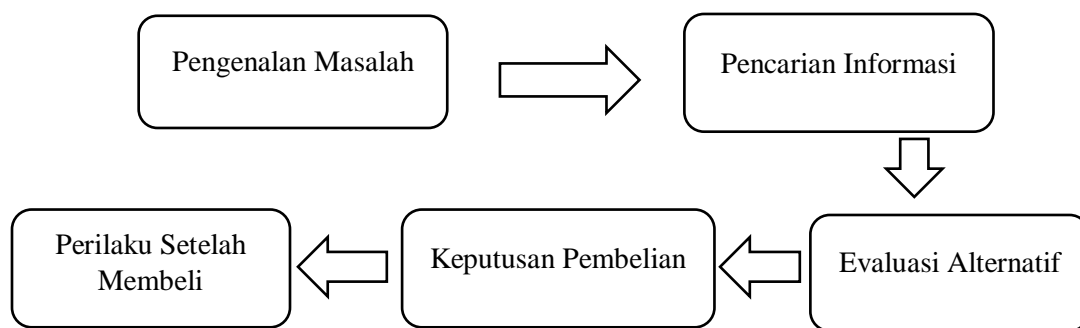 Pengenalan Masalah
Pencarian Informasi
Evaluasi Alternatif
Keputusan Pembelian
Perilaku Setelah
Membeli